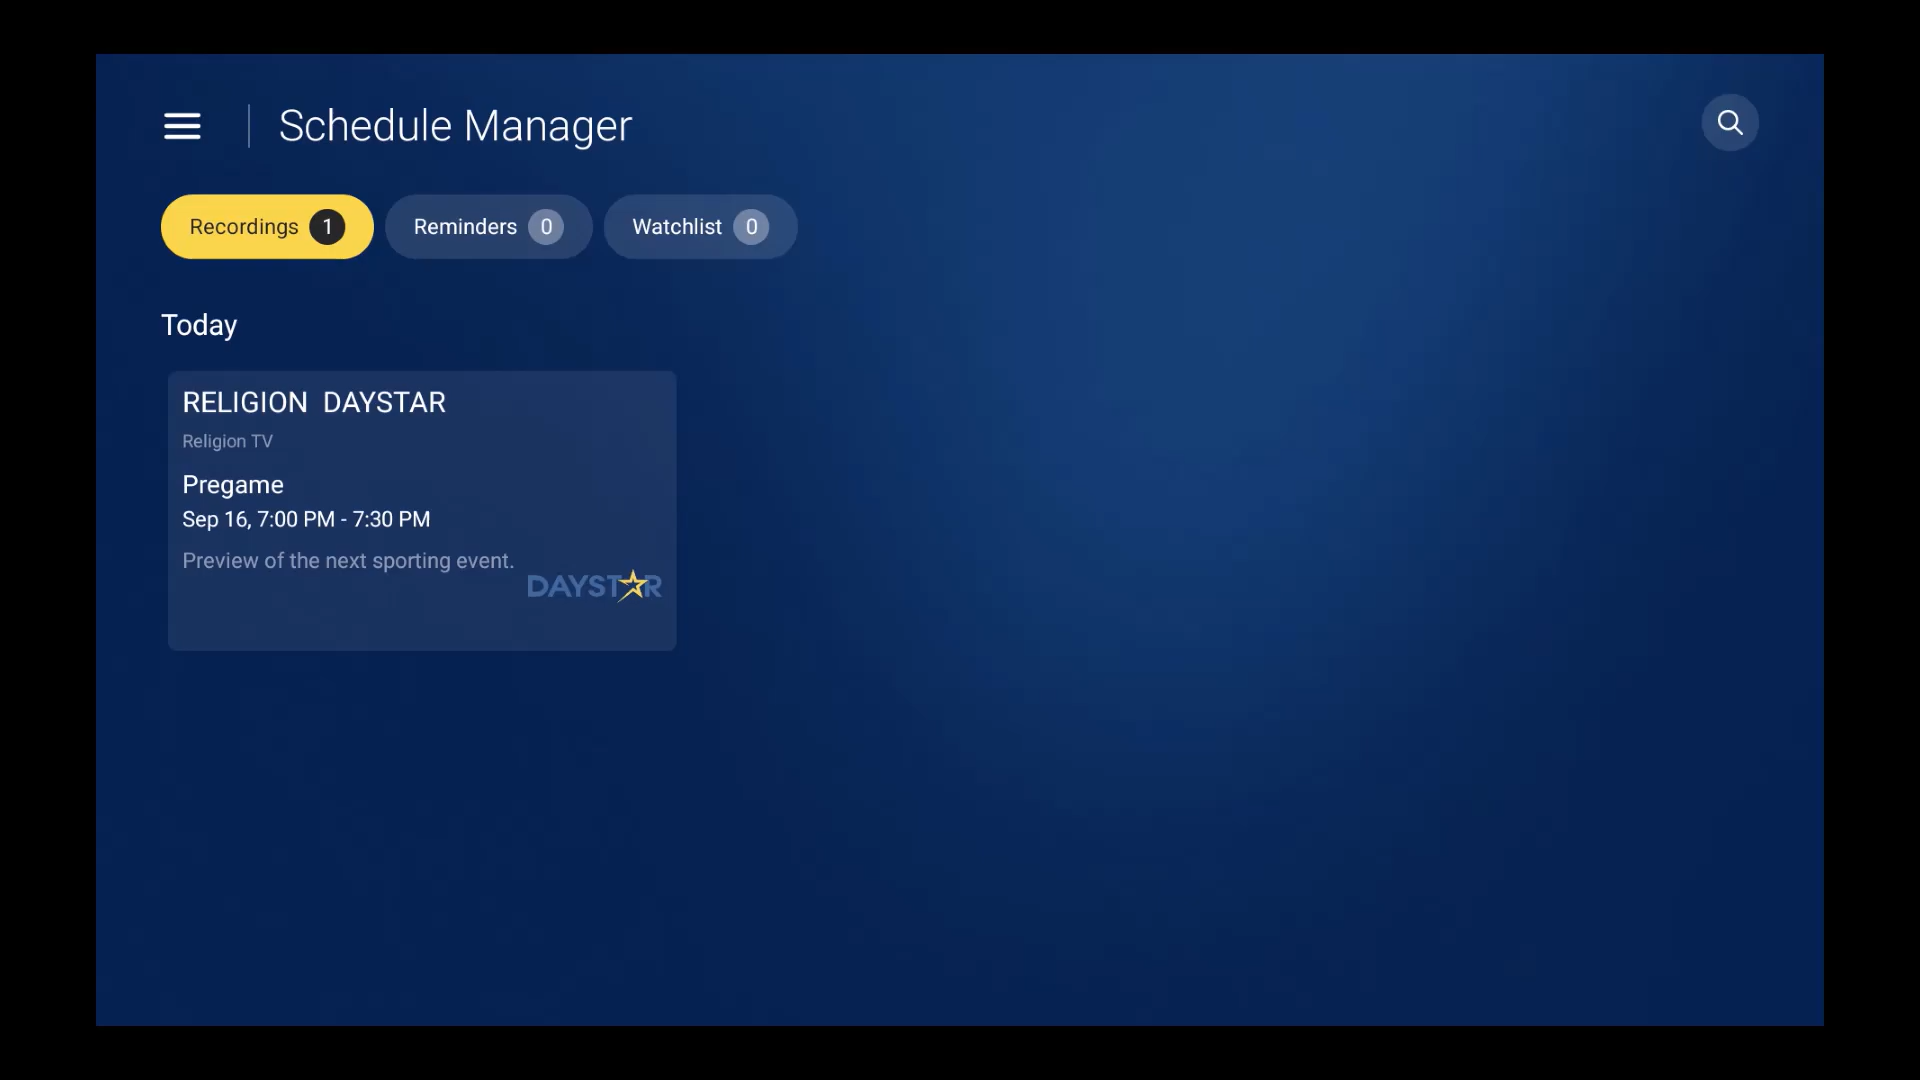 Schedule Manager
Recordings 1
Reminders 0
Watchlist 0
Today
RELIGION DAYSTAR
Religion TV
Pregame
Sep 16, 7:00 PM - 7:30 PM
Preview of the next sporting event.
DAYSTAR